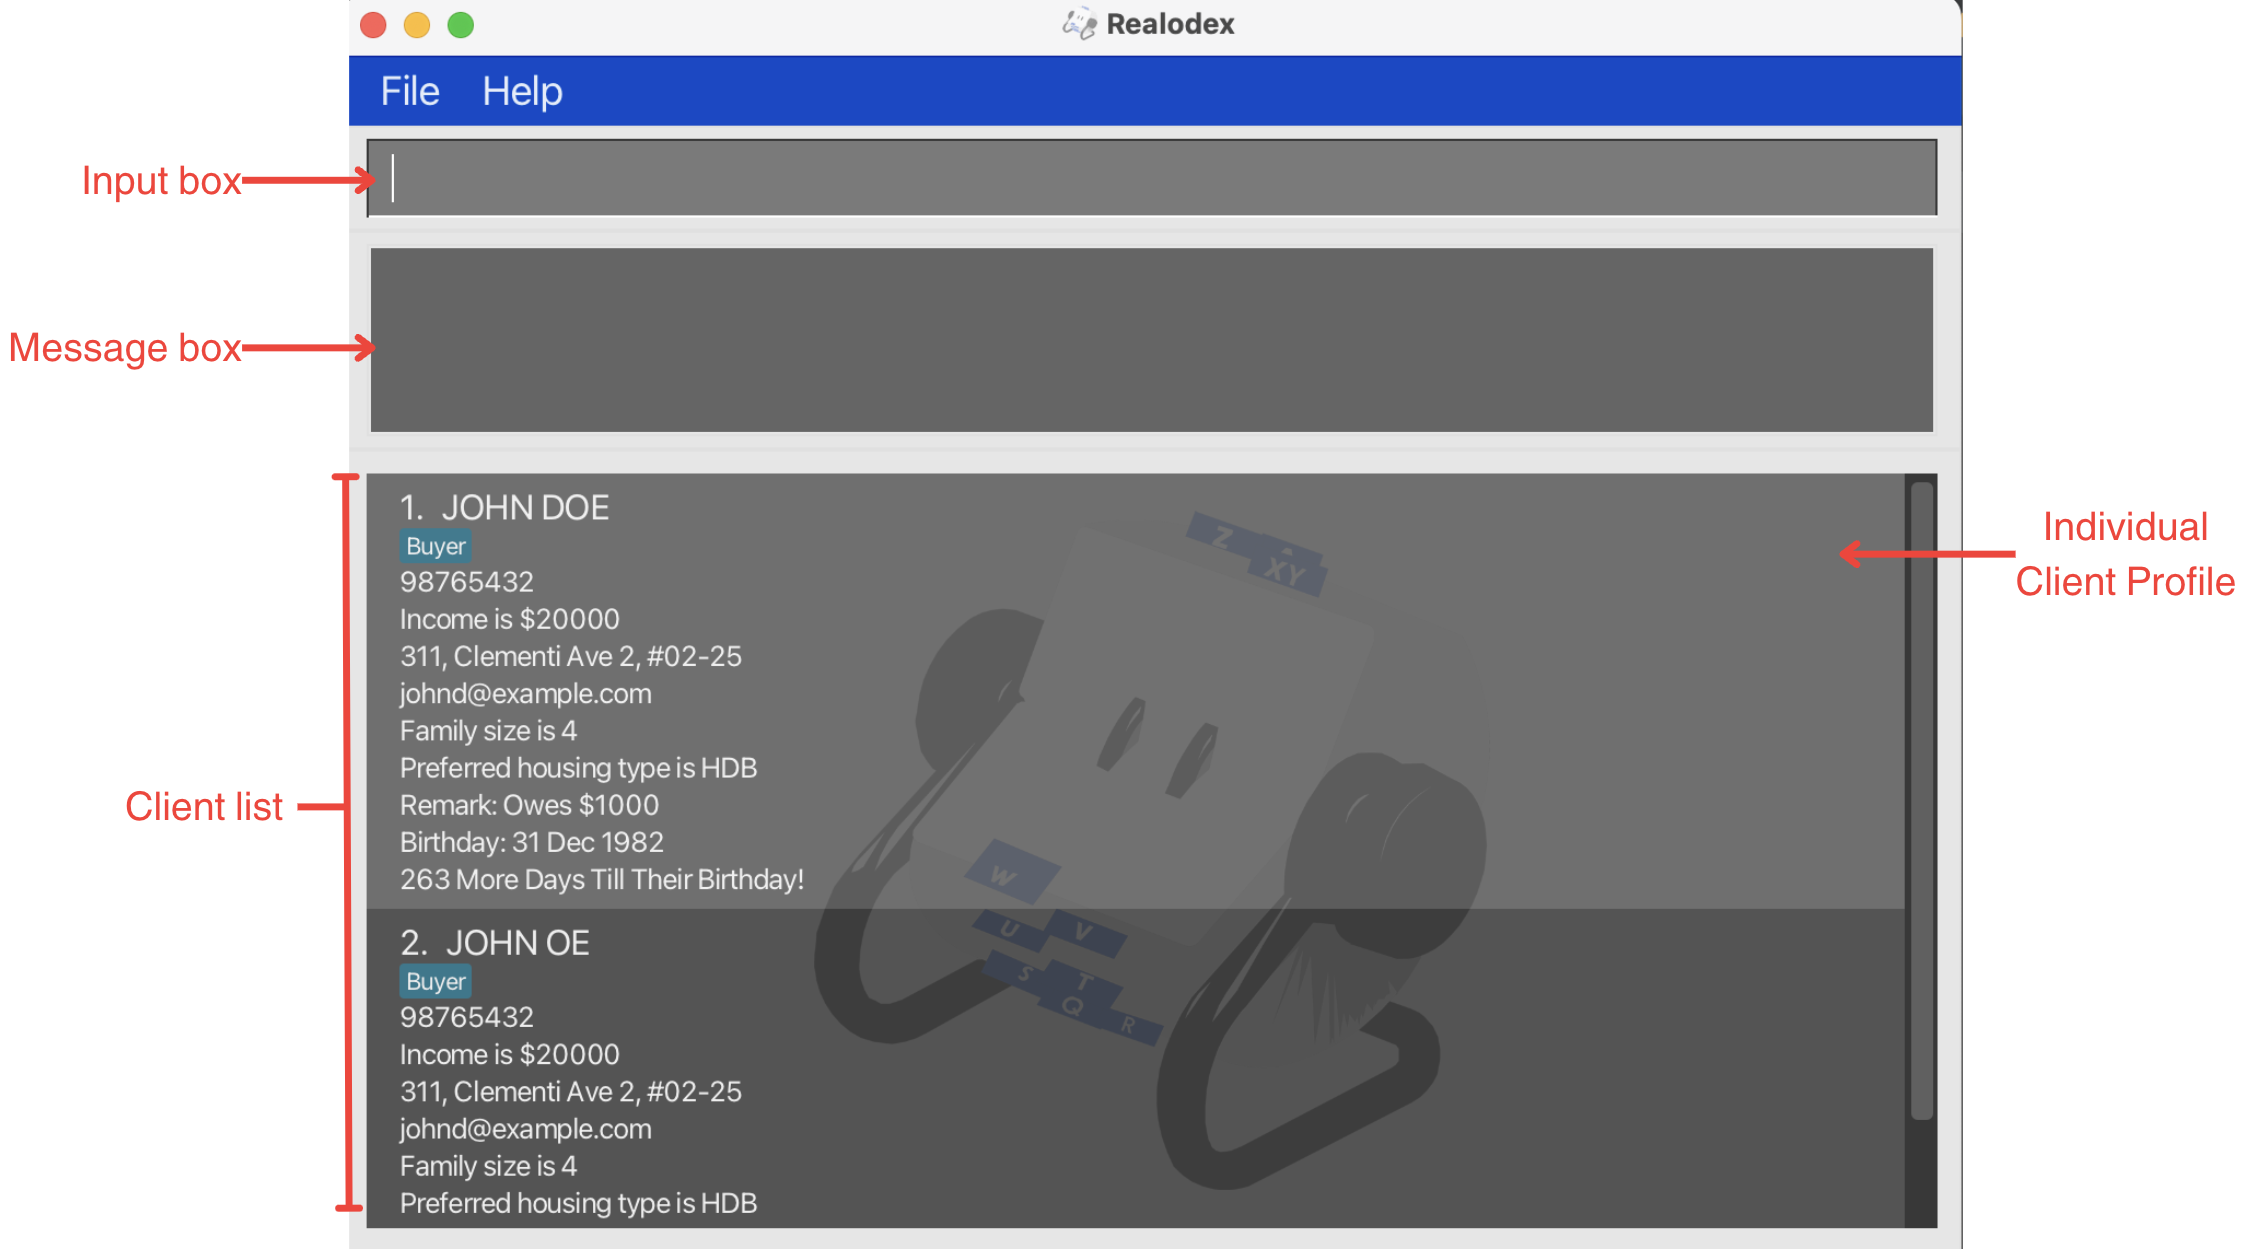 Realodex
File Help
Input box
Message box
Client list
Individual
Client Profile
1. JOHN DOE
Buyer
98765432
Income is $20000
311, Clementi Ave 2, #02-25
johnd@example.com
Family size is 4
Preferred housing type is HDB
Remark: Owes $1000
Birthday: 31 Dec 1982
263 More Days Till Their Birthday!
2. JOHN OE
Buyer
98765432
Income is $20000
311, Clementi Ave 2, #02-25
johnd@example.com
Family size is 4
Preferred housing type is HDB
Z
XY
W
U V
S T
Q R